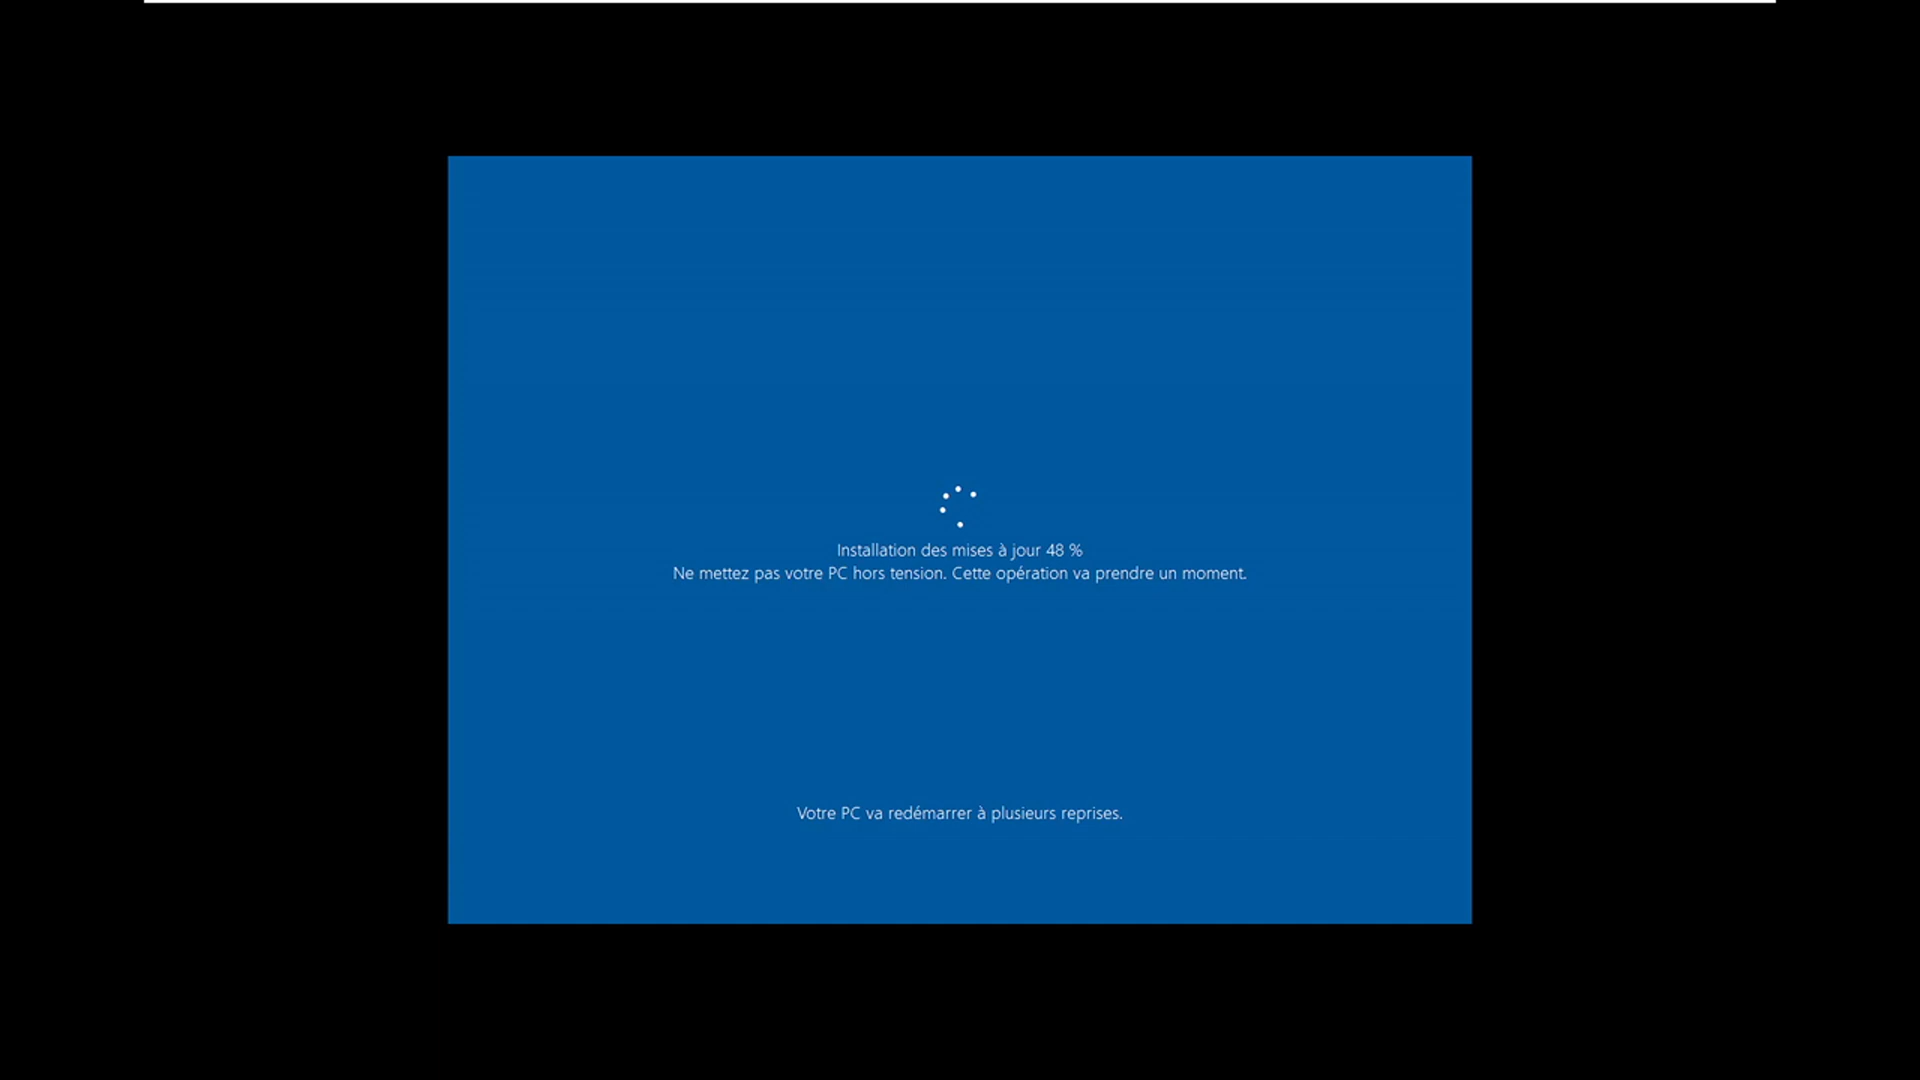 Installation des mises à jour 48 %
Ne mettez pas votre PC hors tension. Cette opération va prendre un moment.
Votre PC va redémarrer à plusieurs reprises.